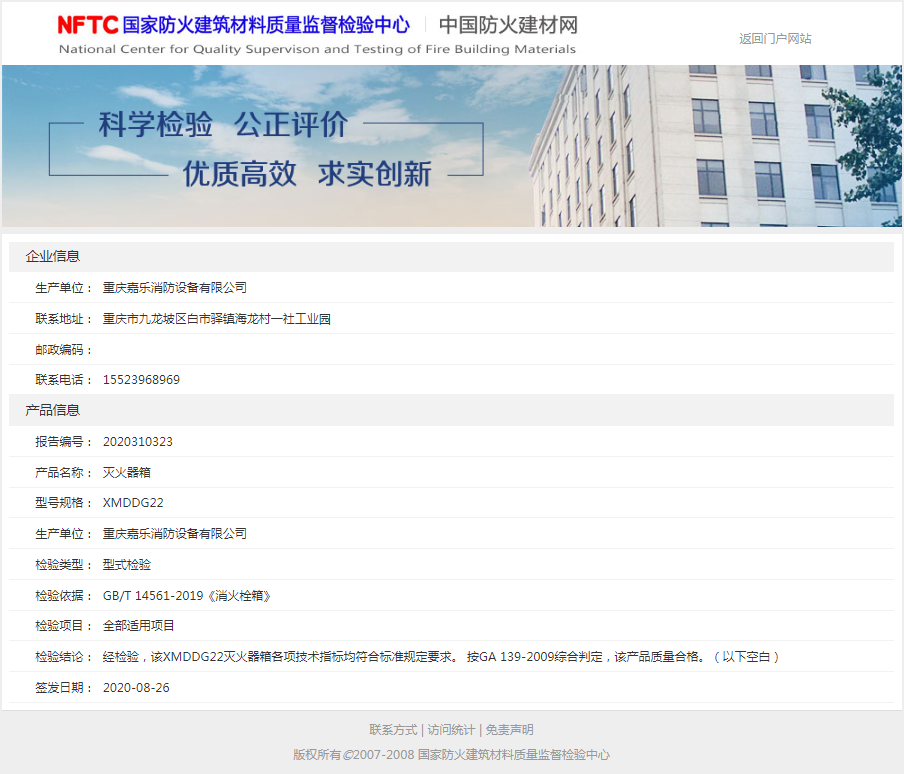 NFTC 国家防火建筑材料质量监督检验中心 中国防火建材网
National Center for Quality Supervison and Testing of Fire Building Materials
返回门户网站
科学检验 公正评价
优质高效 求实创新
企业信息
生产单位： 重庆嘉乐消防设备有限公司
联系地址： 重庆市九龙坡区白市驿镇海龙村一社工业园
邮政编码：
联系电话： 15523968969
产品信息
报告编号： 2020310323
产品名称： 灭火器箱
型号规格： XMDDG22
生产单位： 重庆嘉乐消防设备有限公司
检验类型： 型式检验
检验依据： GB/T 14561-2019《消火栓箱》
检验项目： 全部适用项目
检验结论： 经检验，该XMDDG22灭火器箱各项技术指标均符合标准规定要求。 按GA 139-2009综合判定，该产品质量合格。（以下空白）
签发日期： 2020-08-26
联系方式 | 访问统计 | 免责声明
版权所有©2007-2008 国家防火建筑材料质量监督检验中心